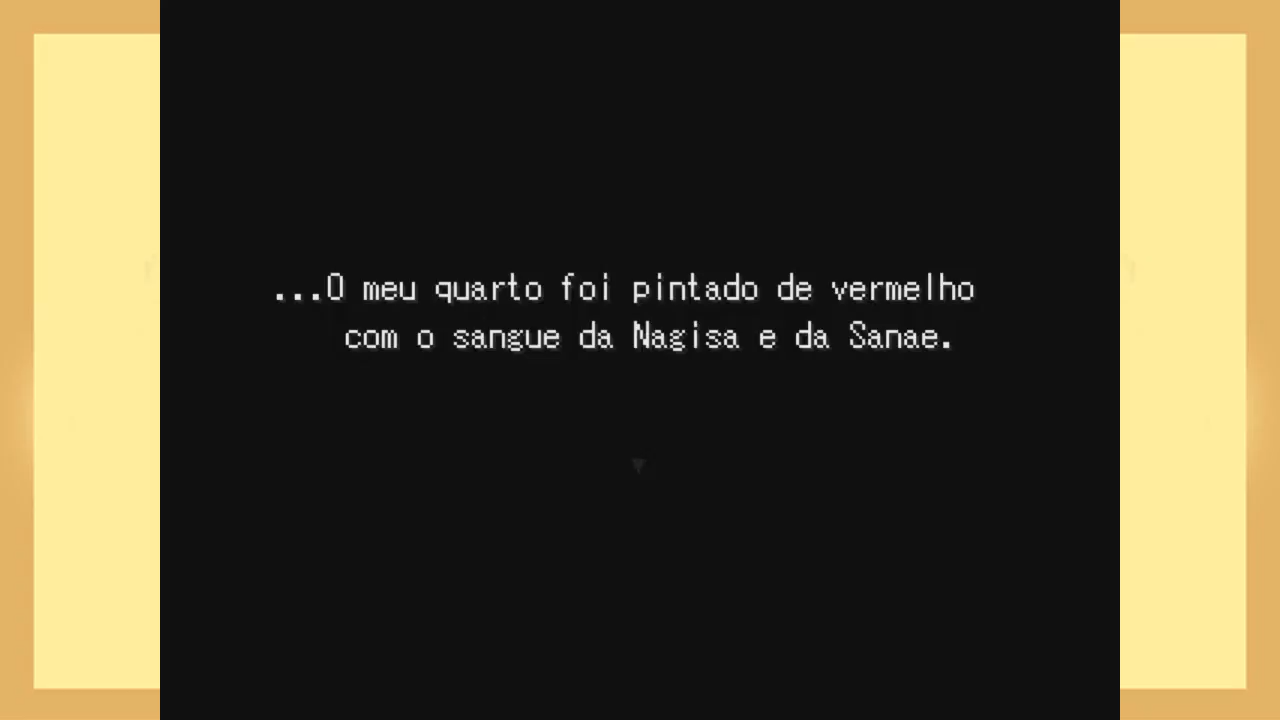 ...O meu quarto foi pintado de vermelho
com o sangue da Nagisa e da Sanae.